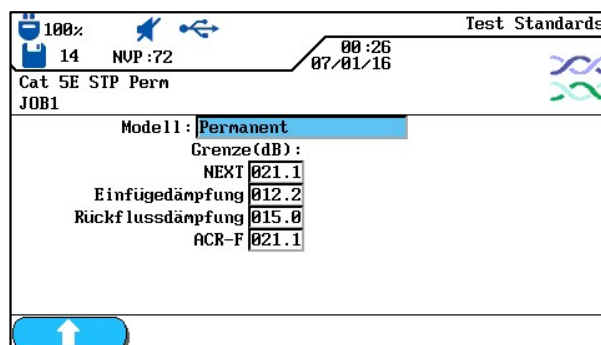 100% Test Standards
14 NVP:72 00:26
07/01/16
Cat 5E STP Perm
JOB1
Modell: Permanent
Grenze(dB):
NEXT 021.1
Einfügedämpfung 012.2
Rückflussdämpfung 015.0
ACR-F 021.1